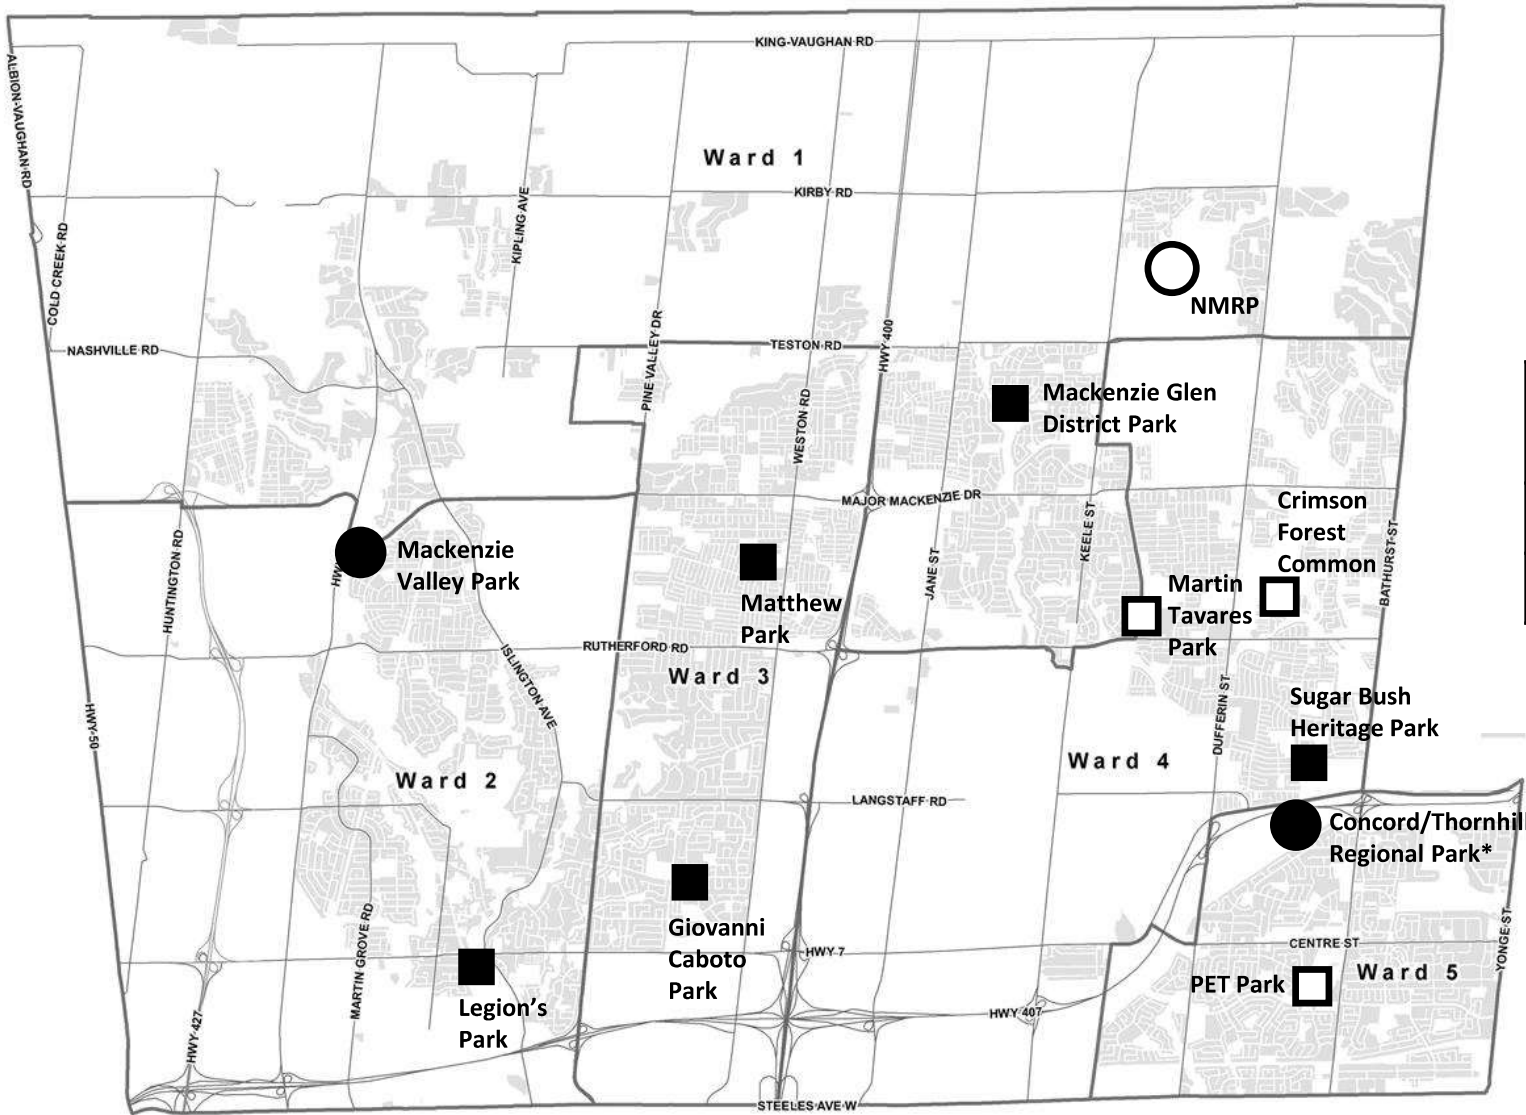 KING-VAUGHAN RD
ALBION-VAUGHAN RD
Ward 1
KIRBY RD
KIPLING AVE
COLD CREEK RD
NMRP
PINE VALLEY DR
HWY 400
TESTON RD
NASHVILLE RD
Mackenzie Glen
District Park
WESTON RD
MAJOR MACKENZIE DR
Crimson
Forest
Common
KEELE ST
BATHURST ST
HUNTINGTON RD
Mackenzie
Valley Park
JANE ST
Matthew
Park
Martin
Tavares
Park
RUTHERFORD RD
ISLINGTON AVE
Ward 3
DUFFERIN ST
Sugar Bush
Heritage Park
HWY 50
Ward 4
Ward 2
LANGSTAFF RD
Concord/Thornhill
Regional Park*
MARTIN GROVE RD
Giovanni
Caboto
Park
YONGE ST
CENTRE ST
HWY 7
Ward 5
PET Park
Legion's
Park
HWY 427
HWY 407
STEELES AVE W